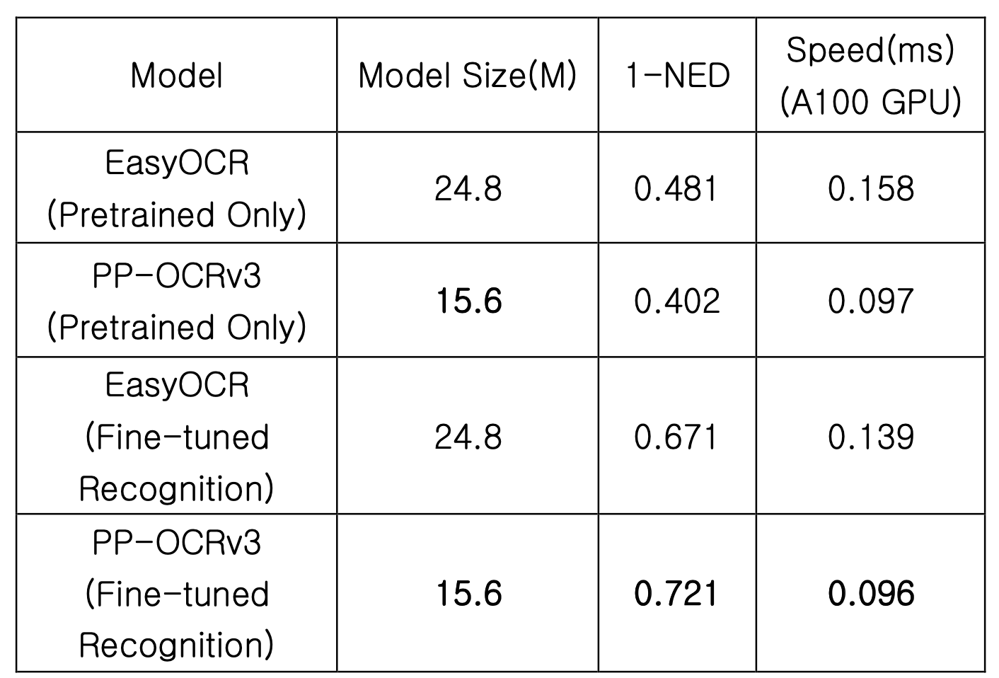 Model
Model Size(M)
1-NED
Speed(ms)
(A100 GPU)
EasyOCR
(Pretrained Only)
24.8
0.481
0.158
PP-OCRv3
(Pretrained Only)
15.6
0.402
0.097
EasyOCR
(Fine-tuned
Recognition)
24.8
0.671
0.139
PP-OCRv3
(Fine-tuned
Recognition)
15.6
0.721
0.096